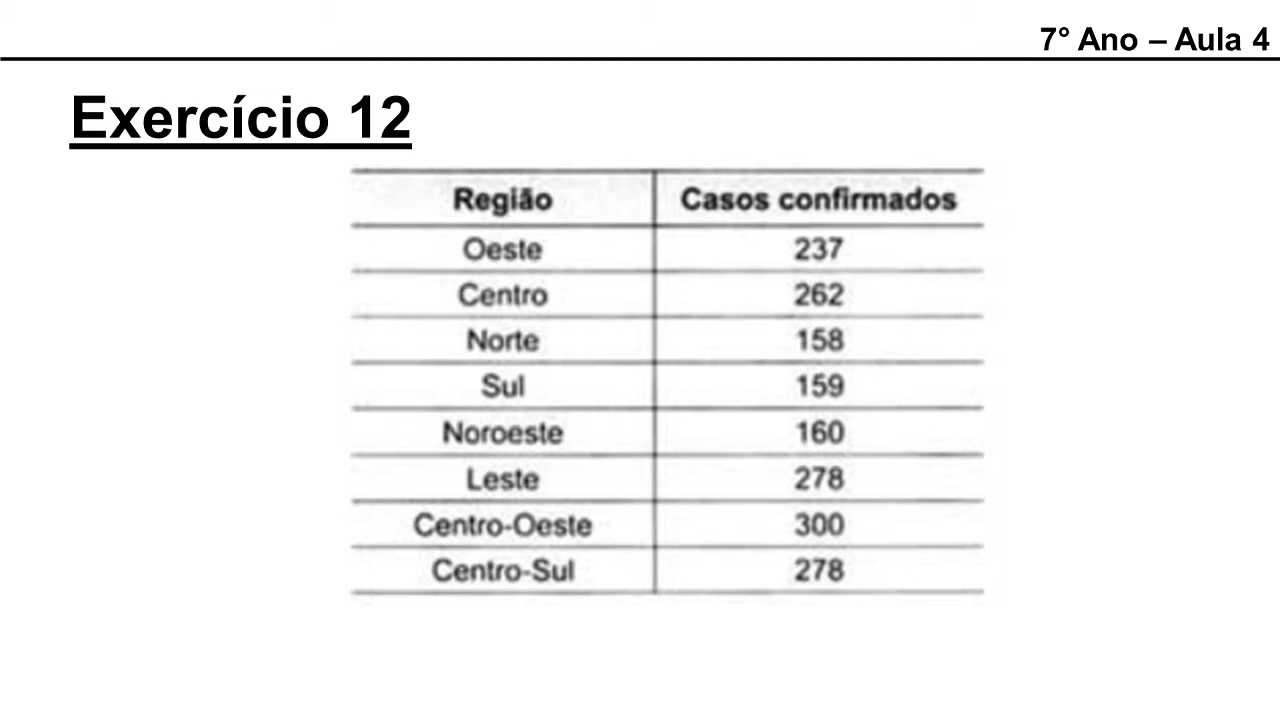 7° Ano – Aula 4
Exercício 12
Região Casos confirmados
Oeste 237
Centro 262
Norte 158
Sul 159
Noroeste 160
Leste 278
Centro-Oeste 300
Centro-Sul 278